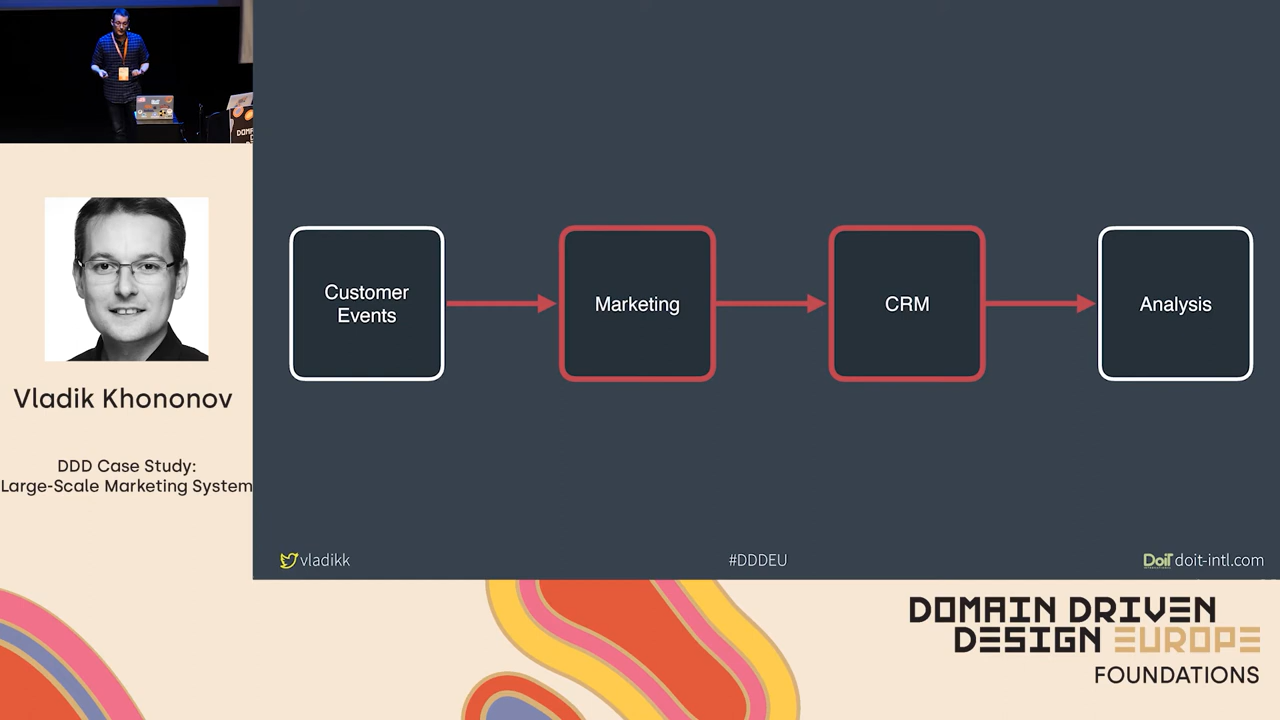 Vladik Khononov
DDD Case Study:
Large-Scale Marketing System
Customer
Events
Marketing
CRM
Analysis
vladikk
#DDDEU
DoiT doit-intl.com
DOMAIN DRIVEN
DESIGN EUROPE
FOUNDATIONS